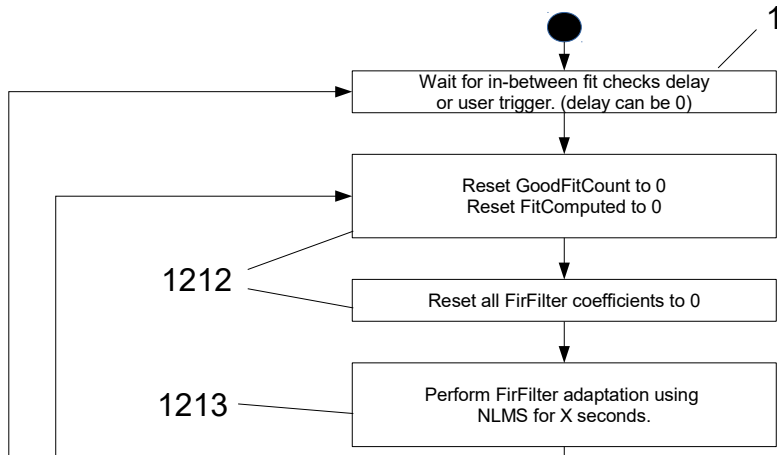 1
Wait for in-between fit checks delay
or user trigger. (delay can be 0)
Reset GoodFitCount to 0
Reset FitComputed to 0
1212
Reset all FirFilter coefficients to 0
1213
Perform FirFilter adaptation using
NLMS for X seconds.